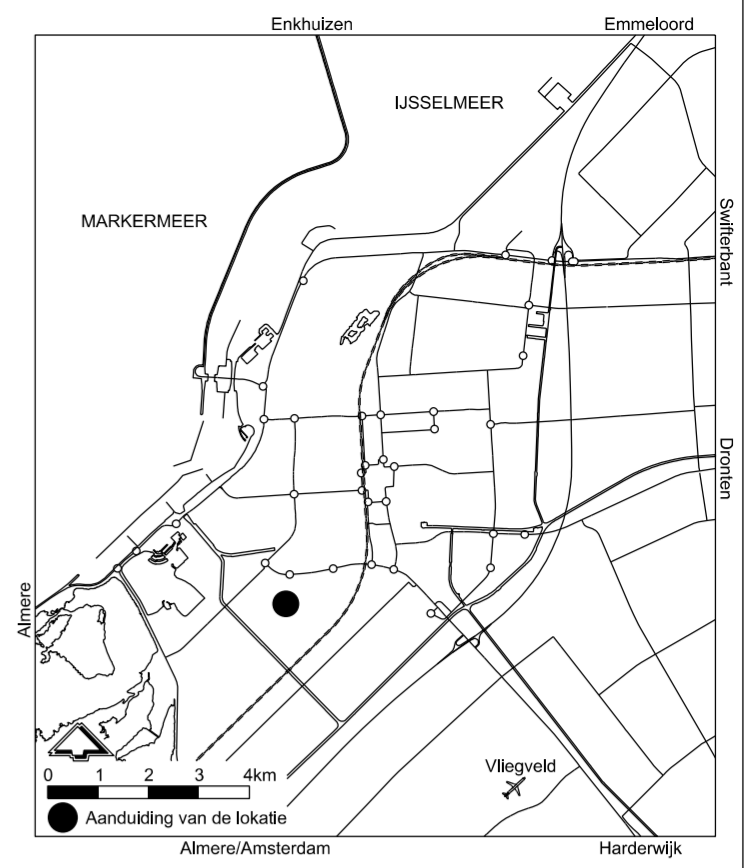 Enkhuizen
Emmeloord
IJSSELMEER
MARKERMEER
Swifterbant
Dronten
Almere
0 1 2 3 4km
Vliegveld
Aanduiding van de lokatie
Almere/Amsterdam
Harderwijk